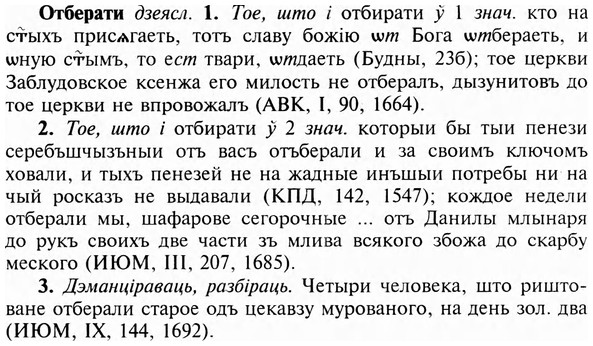 Отберати дзеясл. 1. Тое, што і отбирати ў 1 знач. кто на
ст҃ыхъ присѧгаеть, тотъ славу божію ѡт Бога ѡтбераеть, и
ѡную ст҃ымъ, то ест твари, ѡтдаеть (Будны, 23б); тое церкви
Заблудовское ксенжа его милость не отбералъ, дызунитовъ до
тое церкви не впровожалъ (АВК, I, 90, 1664).
2. Тое, што і отбирати ў 2 знач. которыи бы тыи пенези
серебъшчызъныи отъ васъ отъберали и за своимъ ключомъ
ховали, и тыхъ пенезей не на жадные инъшыи потребы ни на
чый росказъ не выдавали (КПД, 142, 1547); кождое недели
отберали мы, шафарове сегорочные ... отъ Данилы млынаря
до рукъ своихъ две части зъ млива всякого збожа до скарбу
меского (ИЮМ, III, 207, 1685).
3. Дэманціраваць, разбіраць. Четыри человека, што ришто-
ване отберали старое одъ цекавзу мурованого, на день зол. два
(ИЮМ, IX, 144, 1692).